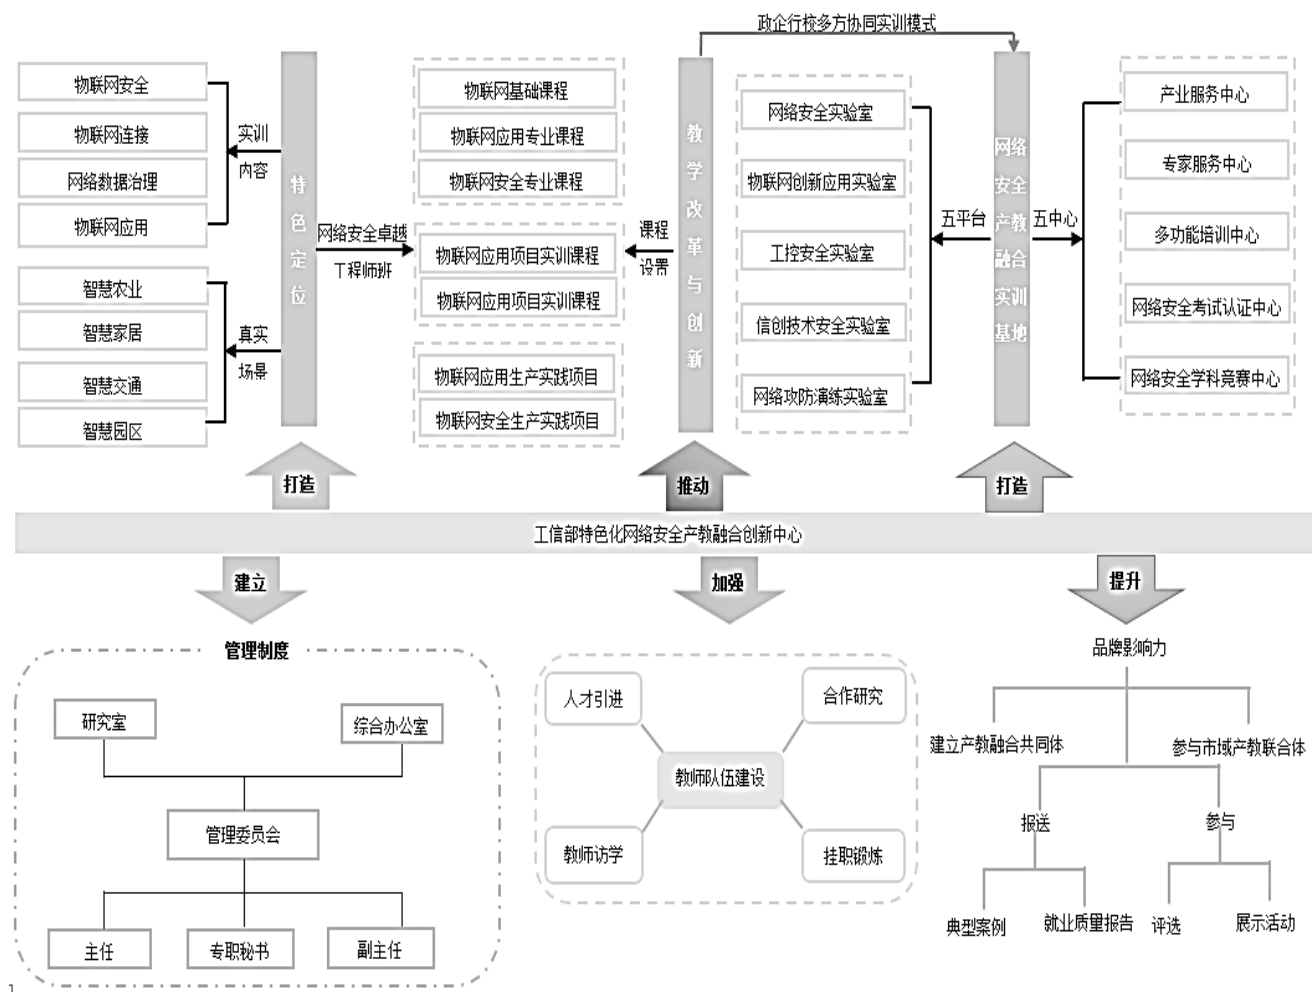 政企行校多方协同实训模式
物联网安全
物联网连接
网络数据治理
物联网应用
实训
内容
智慧农业
智慧家居
智慧交通
智慧园区
真实
场景
特色定位
网络安全卓越
工程师班
物联网基础课程
物联网应用专业课程
物联网安全专业课程
物联网应用项目实训课程
物联网应用项目实训课程
物联网应用生产实践项目
物联网安全生产实践项目
课程
设置
教学改革与创新
网络安全实验室
物联网创新应用实验室
工控安全实验室
信创技术安全实验室
网络攻防演练实验室
五平台
网络
安全
产教
融合
实训
基地
五中心
产业服务中心
专家服务中心
多功能培训中心
网络安全考试认证中心
网络安全学科竞赛中心
打造
推动
打造
工信部特色化网络安全产教融合创新中心
建立
加强
提升
管理制度
研究室
综合办公室
管理委员会
主任
专职秘书
副主任
人才引进
合作研究
教师队伍建设
教师访学
挂职锻炼
品牌影响力
建立产教融合共同体
参与市域产教联合体
报送
参与
典型案例
就业质量报告
评选
展示活动